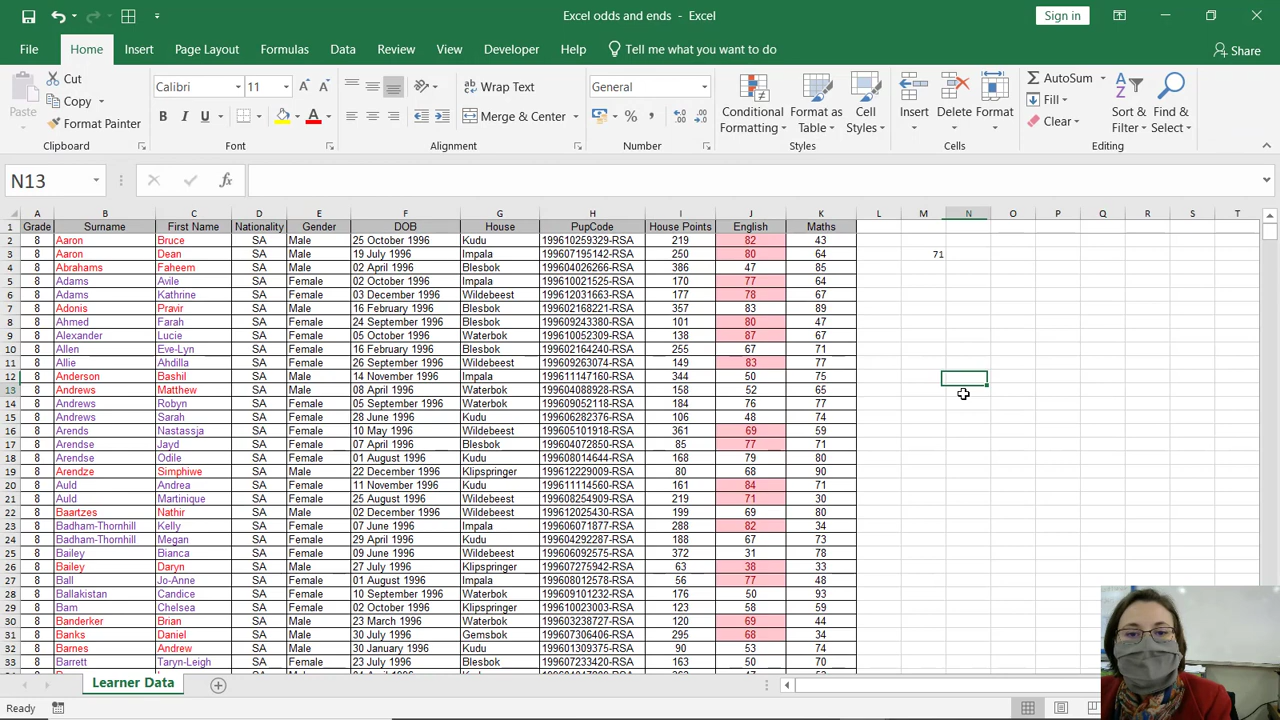 Excel odds and ends - Excel
Sign in
File Home Insert Page Layout Formulas Data Review View Developer Help Tell me what you want to do Share
Paste
Cut
Copy
Format Painter
Clipboard
Calibri 11
Font
Wrap Text
Merge & Center
Alignment
General
Number
Conditional Formatting
Format as Table
Cell Styles
Styles
Insert
Delete
Format
Cells
AutoSum
Fill
Clear
Sort & Filter
Find & Select
Editing
N13
A B C D E F G H I J K L M N O P Q R S T
1 Grade Surname First Name Nationality Gender DOB House PupCode House Points English Maths
2 8 Aaron Bruce SA Male 25 October 1996 Kudu 199610259329-RSA 219 82 43
3 8 Aaron Dean SA Male 19 July 1996 Impala 199607195142-RSA 250 80 64 71
4 8 Abrahams Faheem SA Male 02 April 1996 Blesbok 199604026266-RSA 386 47 85
5 8 Adams Avile SA Female 02 October 1996 Impala 199610021525-RSA 170 77 64
6 8 Adams Kathrine SA Female 03 December 1996 Wildebeest 199612031663-RSA 177 78 67
7 8 Adonis Pravir SA Male 16 February 1996 Blesbok 199602168221-RSA 357 83 89
8 8 Ahmed Farah SA Female 24 September 1996 Blesbok 199609243380-RSA 101 80 47
9 8 Alexander Lucie SA Female 05 October 1996 Waterbok 199610052309-RSA 138 87 67
10 8 Allen Eve-Lyn SA Female 16 February 1996 Blesbok 199602164240-RSA 255 67 71
11 8 Allie Ahdilla SA Female 26 September 1996 Wildebeest 199609263074-RSA 149 83 77
12 8 Anderson Bashil SA Male 14 November 1996 Impala 199611147160-RSA 344 50 75
13 8 Andrews Matthew SA Male 08 April 1996 Waterbok 199604088928-RSA 158 52 65
14 8 Andrews Robyn SA Female 05 September 1996 Waterbok 199609052118-RSA 184 76 77
15 8 Andrews Sarah SA Female 28 June 1996 Kudu 199606282376-RSA 106 48 74
16 8 Arends Nastassja SA Female 10 May 1996 Wildebeest 199605101918-RSA 361 69 59
17 8 Arendse Jayd SA Female 07 April 1996 Blesbok 199604072850-RSA 85 77 71
18 8 Arendse Odile SA Female 01 August 1996 Kudu 199608014644-RSA 168 79 80
19 8 Arendze Simphiwe SA Male 22 December 1996 Klipspringer 199612229009-RSA 80 68 90
20 8 Auld Andrea SA Female 11 November 1996 Kudu 199611114560-RSA 161 84 71
21 8 Auld Martinique SA Female 25 August 1996 Wildebeest 199608254909-RSA 219 71 30
22 8 Baartzes Nathir SA Male 02 December 1996 Wildebeest 199612025430-RSA 199 69 80
23 8 Badham-Thornhill Kelly SA Female 07 June 1996 Impala 199606071877-RSA 288 82 34
24 8 Badham-Thornhill Megan SA Female 29 April 1996 Kudu 199604292287-RSA 188 67 73
25 8 Bailey Bianca SA Female 09 June 1996 Wildebeest 199606092575-RSA 372 31 78
26 8 Bailey Daryn SA Male 27 July 1996 Klipspringer 199607275942-RSA 63 38 33
27 8 Ball Jo-Anne SA Female 01 August 1996 Impala 199608012578-RSA 56 77 48
28 8 Ballakistan Candice SA Female 10 September 1996 Waterbok 199609101232-RSA 176 50 93
29 8 Bam Chelsea SA Female 02 October 1996 Klipspringer 199610023003-RSA 123 58 59
30 8 Banderker Brian SA Male 23 March 1996 Waterbok 199603238727-RSA 120 69 44
31 8 Banks Daniel SA Male 30 July 1996 Gemsbok 199607306406-RSA 295 68 34
32 8 Barnes Andrew SA Male 30 January 1996 Kudu 199601306522-RSA 90 53 74
33 8 Barrett Taryn-Leigh SA Female 23 July 1996 Blesbok 199607233420-RSA 163 50 70
Learner Data
Ready